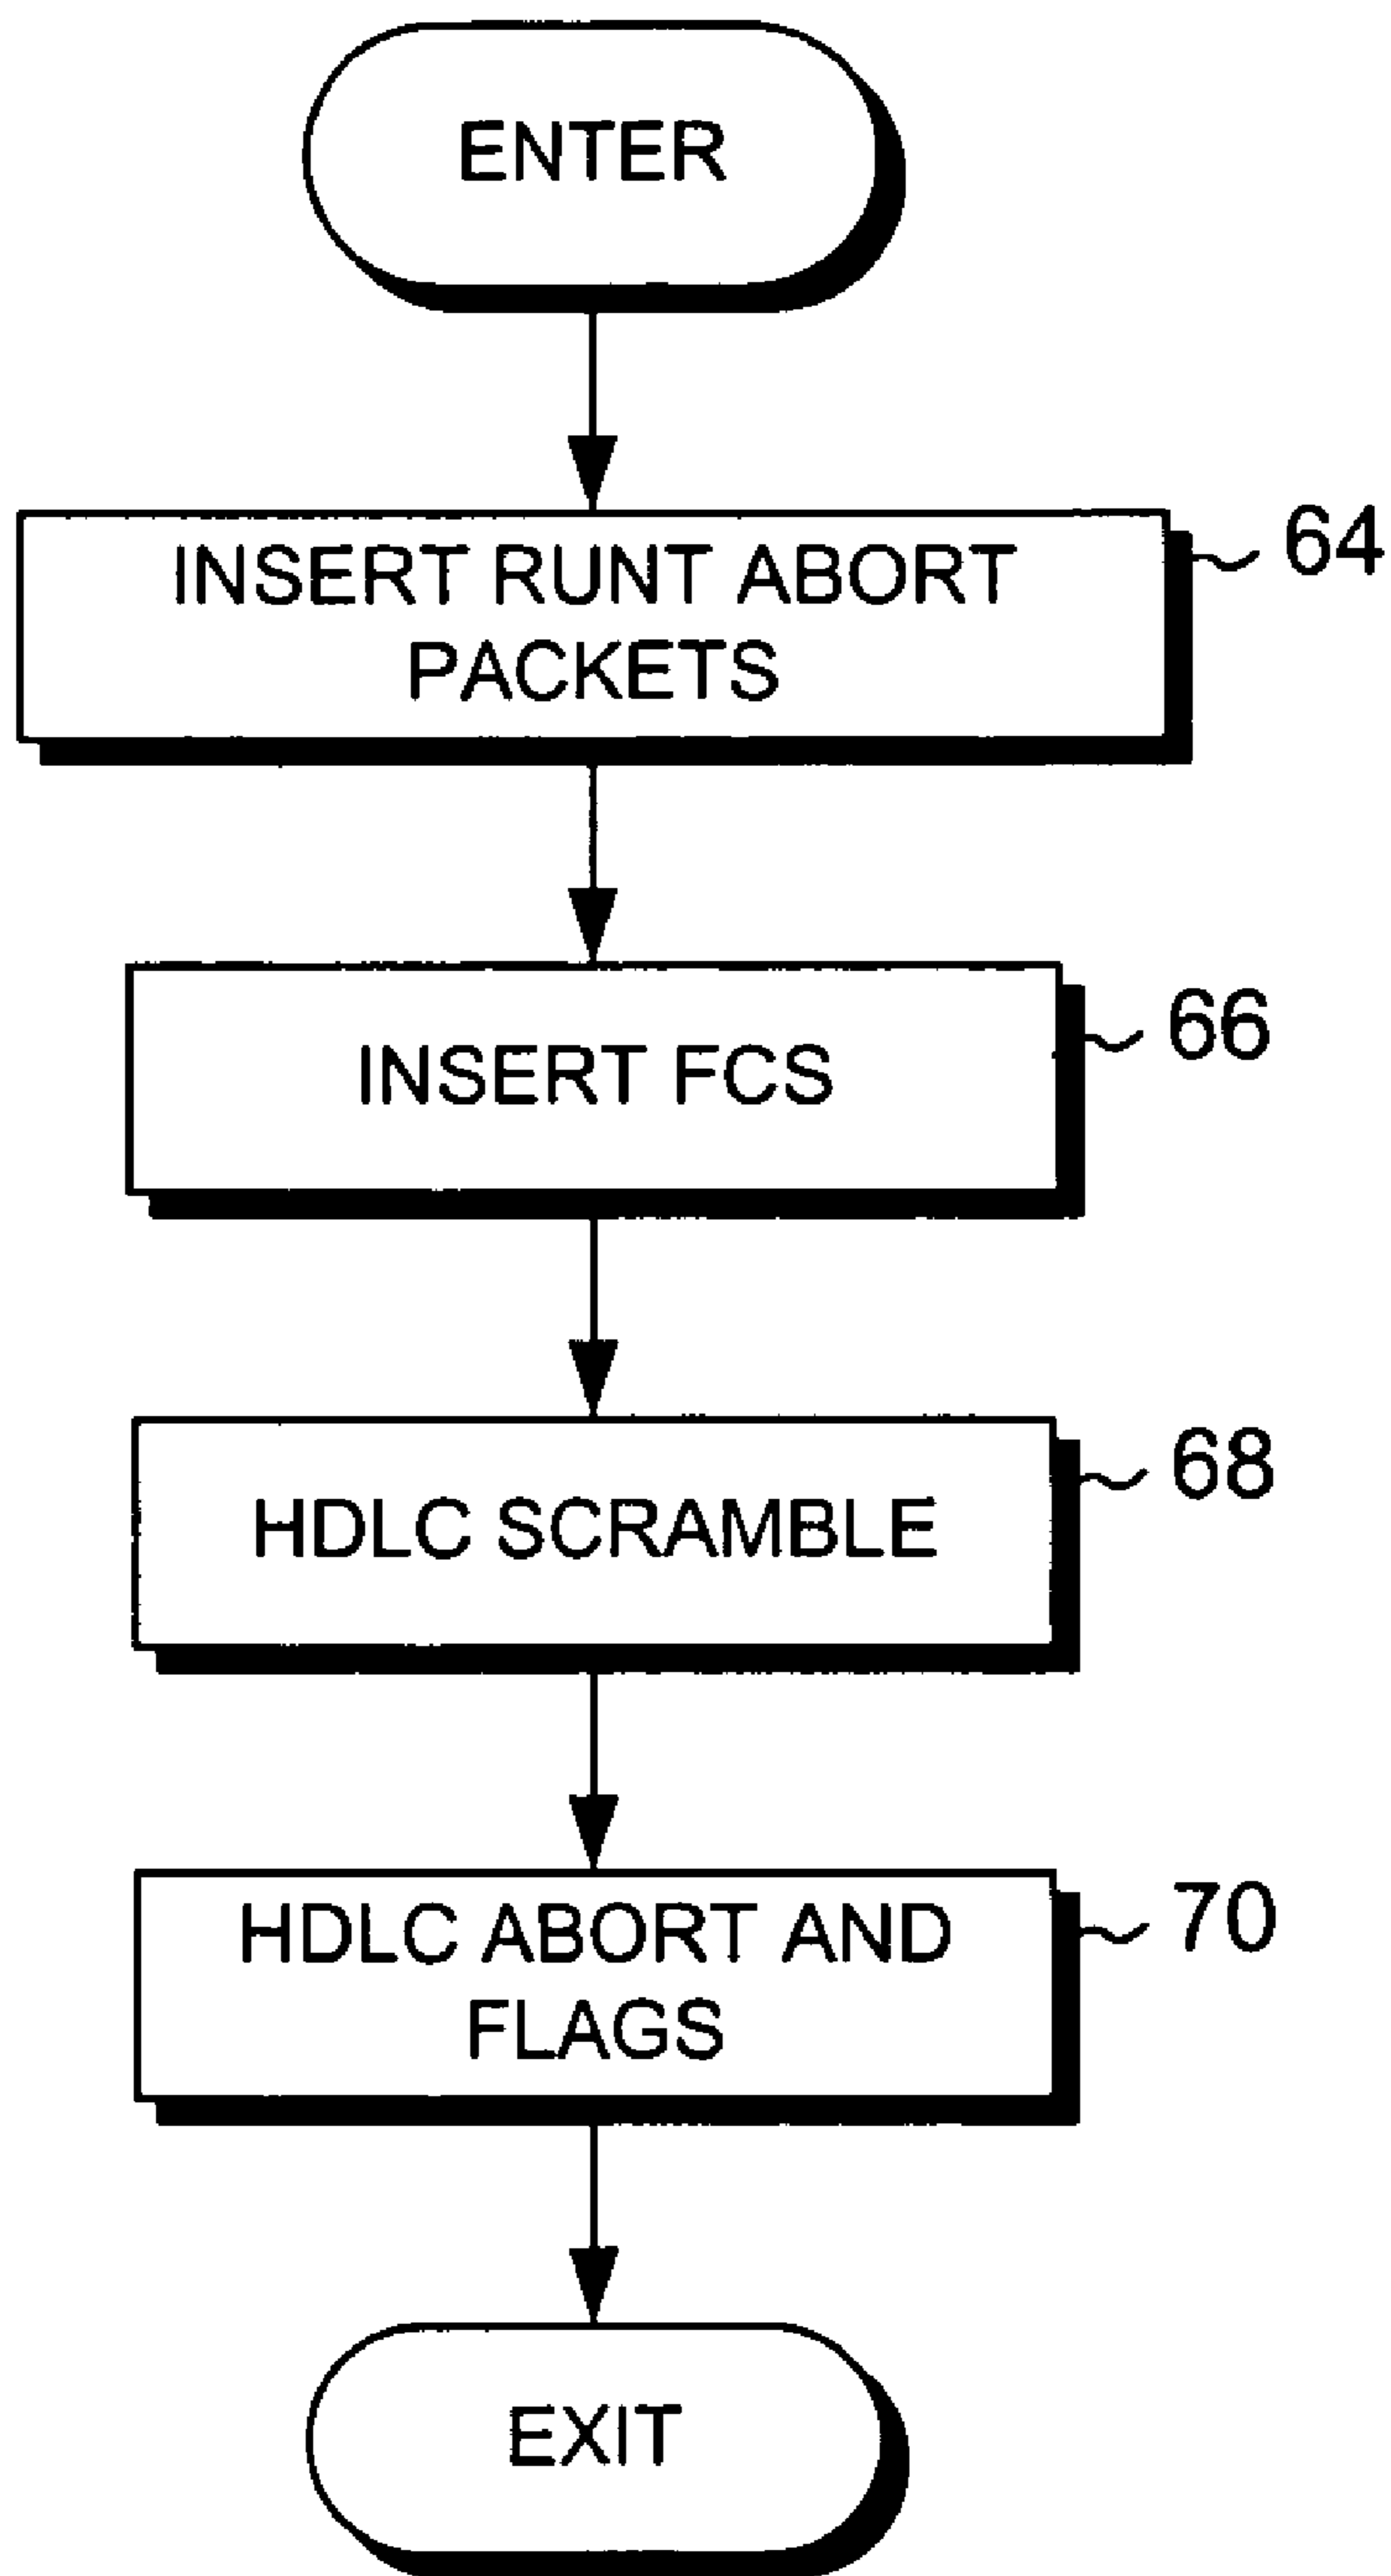 ENTER
INSERT RUNT ABORT
PACKETS
64
INSERT FCS
66
HDLC SCRAMBLE
68
HDLC ABORT AND
FLAGS
70
EXIT